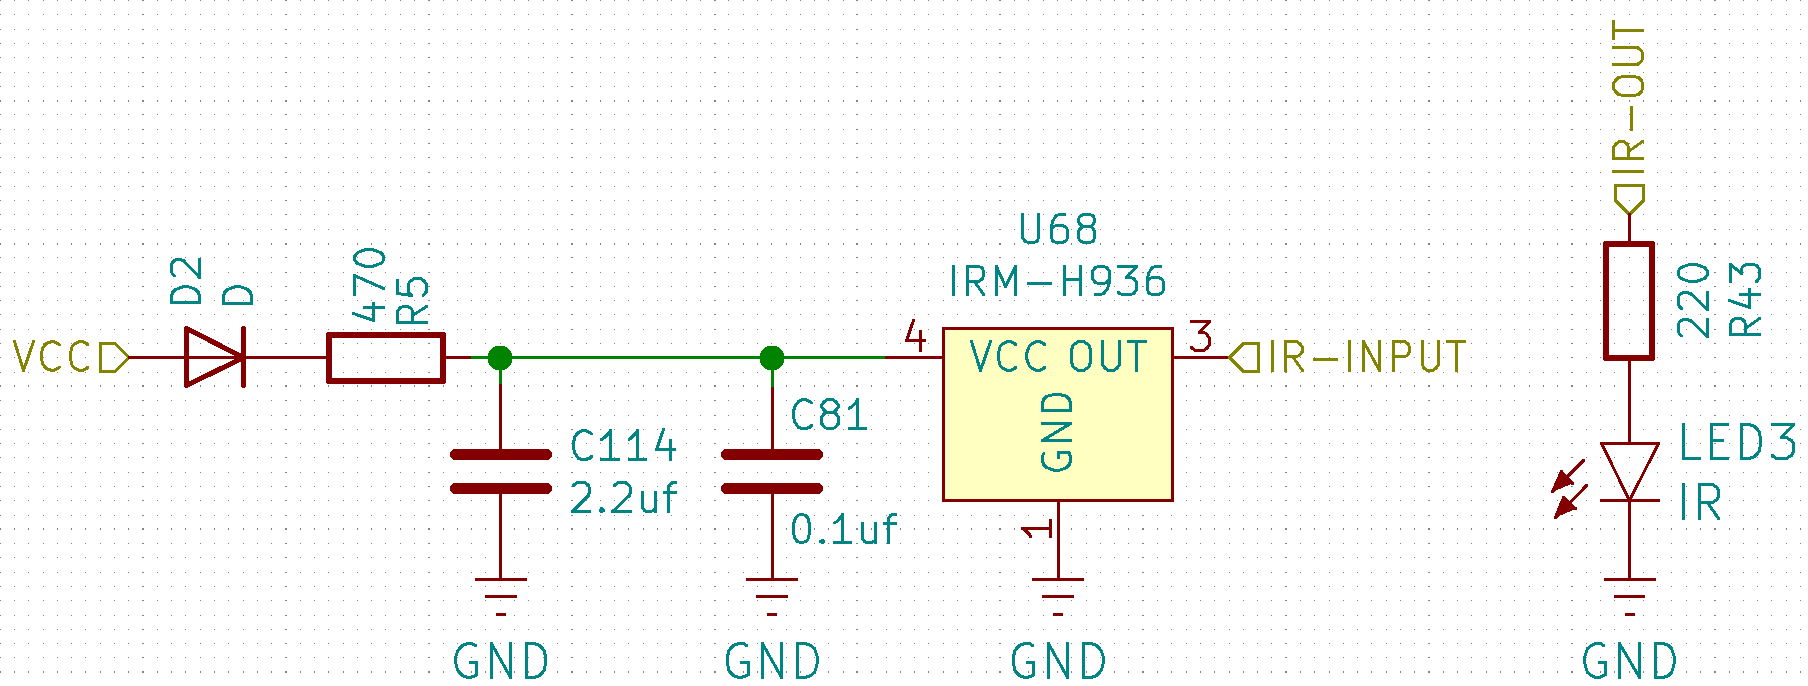 VCC
D2
D
470
R5
C114
2.2uf
C81
0.1uf
U68
IRM-H936
4
VCC OUT
GND
3
1
IR-INPUT
IR-OUT
220
R43
LED3
IR
GND
GND
GND
GND